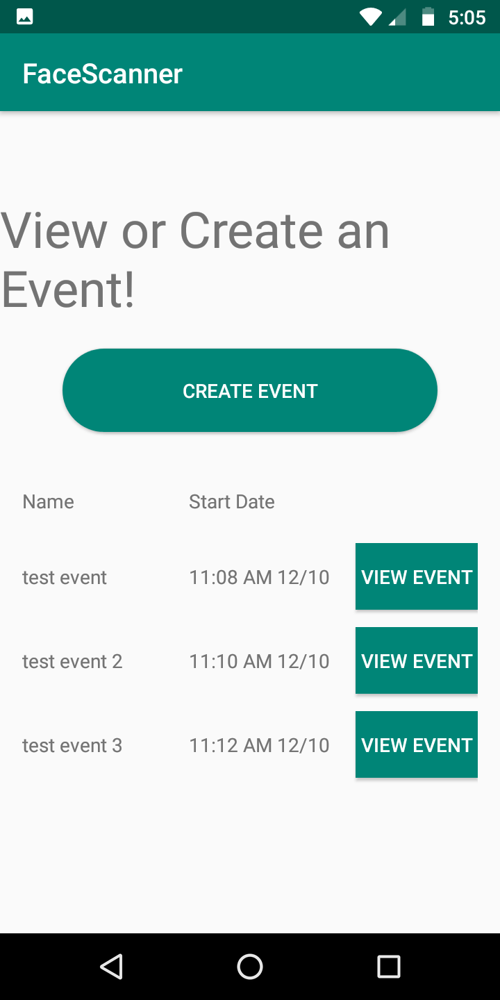 5:05
FaceScanner
View or Create an
Event!
CREATE EVENT
Name Start Date
test event 11:08 AM 12/10 VIEW EVENT
test event 2 11:10 AM 12/10 VIEW EVENT
test event 3 11:12 AM 12/10 VIEW EVENT